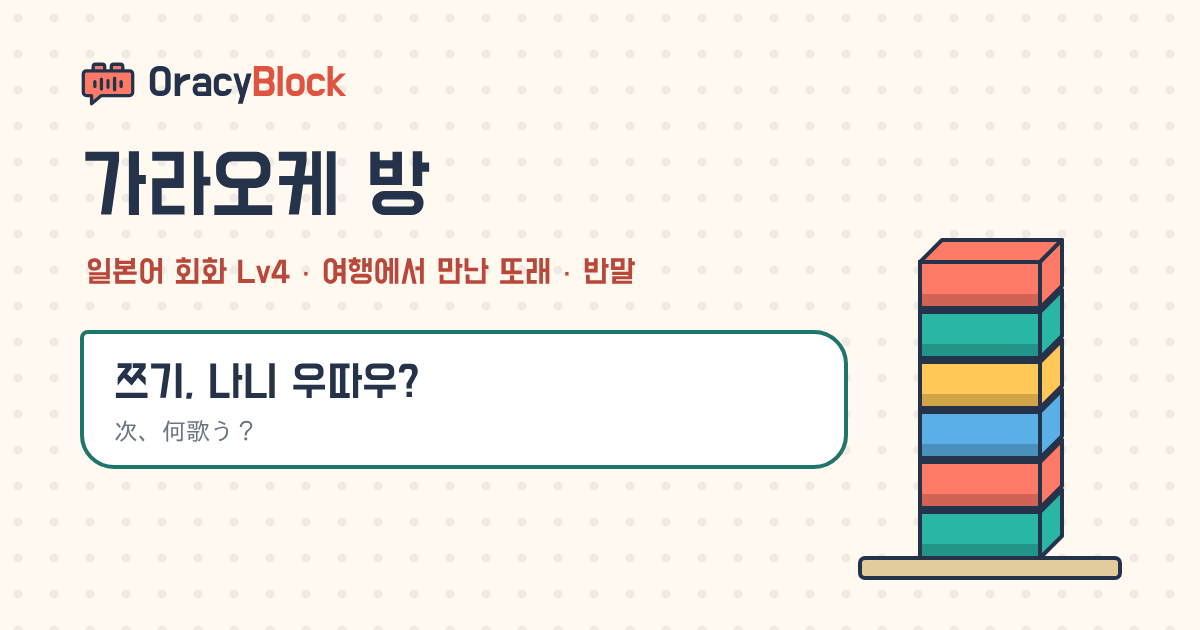 OracyBlock
가라오케 방
일본어 회화 Lv4 · 여행에서 만난 또래 · 반말
쯔기, 나니 우따우?
次、何歌う？